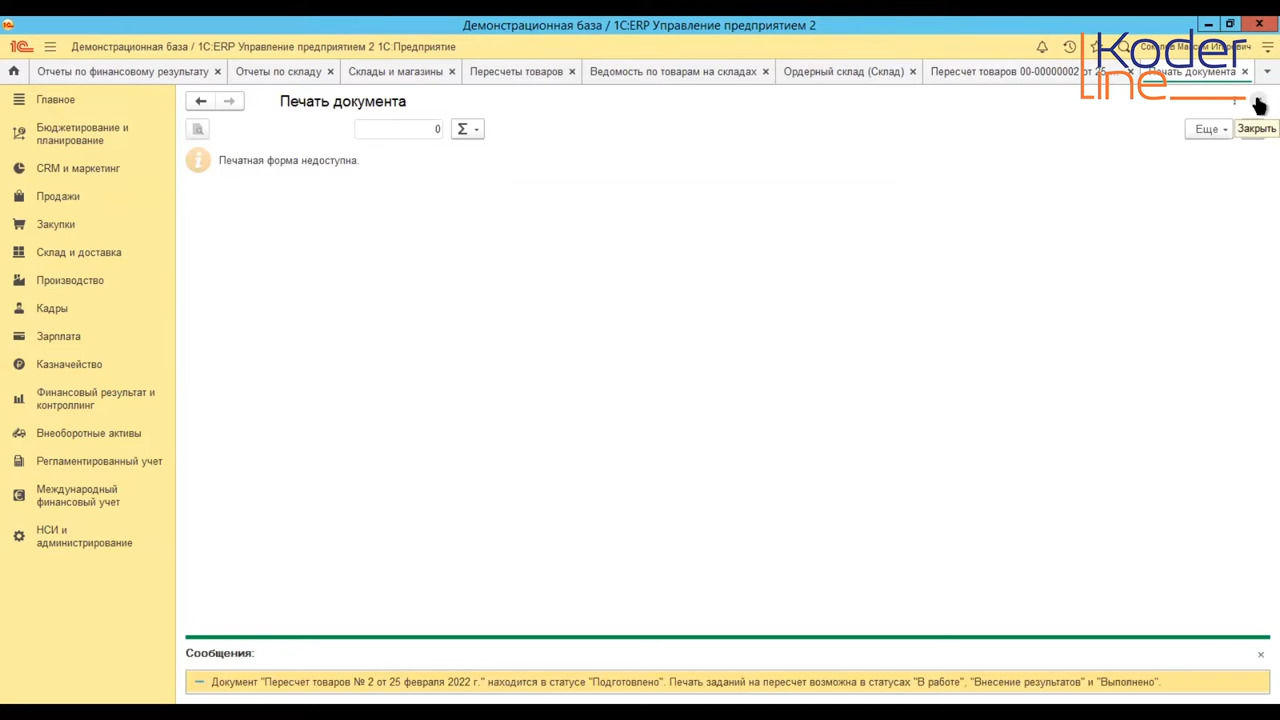 Демонстрационная база / 1С:ERP Управление предприятием 2
Демонстрационная база / 1С:ERP Управление предприятием 2 1С:Предприятие
Koder
Line
Отчеты по финансовому результату
Отчеты по складу
Склады и магазины
Пересчеты товаров
Ведомость по товарам на складах
Ордерный склад (Склад)
Пересчет товаров 00-00000002 от 25
Печать документа
Главное
Бюджетирование и
планирование
CRM и маркетинг
Продажи
Закупки
Склад и доставка
Производство
Кадры
Зарплата
Казначейство
Финансовый результат и
контроллинг
Внеоборотные активы
Регламентированный учет
Международный
финансовый учет
НСИ и
администрирование
Печать документа
0
Σ
Еще
Закрыть
Печатная форма недоступна.
Сообщения:
Документ "Пересчет товаров № 2 от 25 февраля 2022 г." находится в статусе "Подготовлено". Печать заданий на пересчет возможна в статусах "В работе", "Внесение результатов" и "Выполнено".